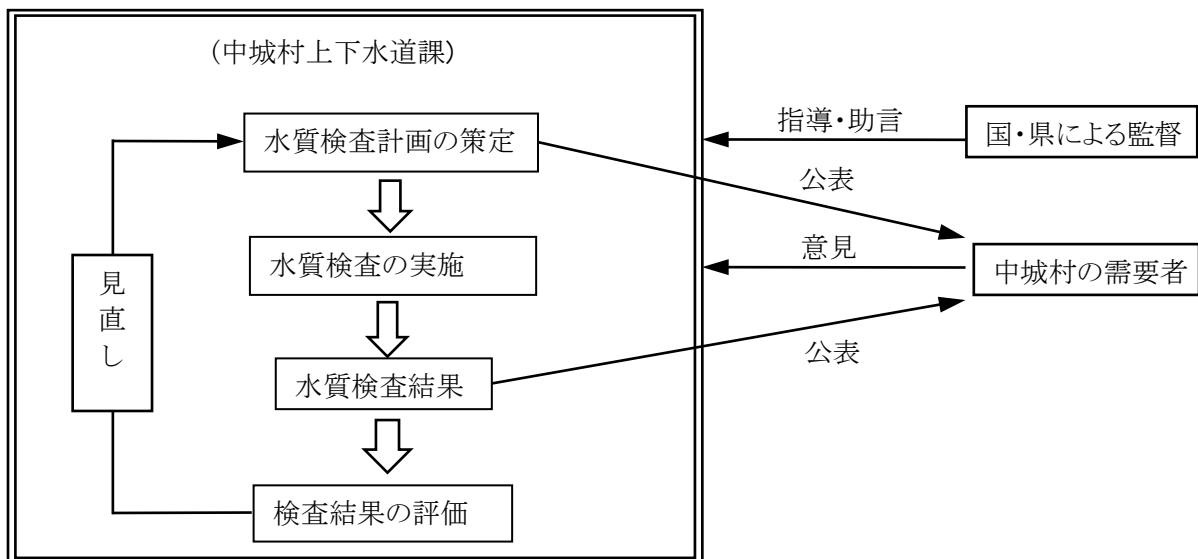 (中城村上下水道課)
水質検査計画の策定
指導・助言
国・県による監督
公表
水質検査の実施
意見
中城村の需要者
見直し
公表
水質検査結果
検査結果の評価